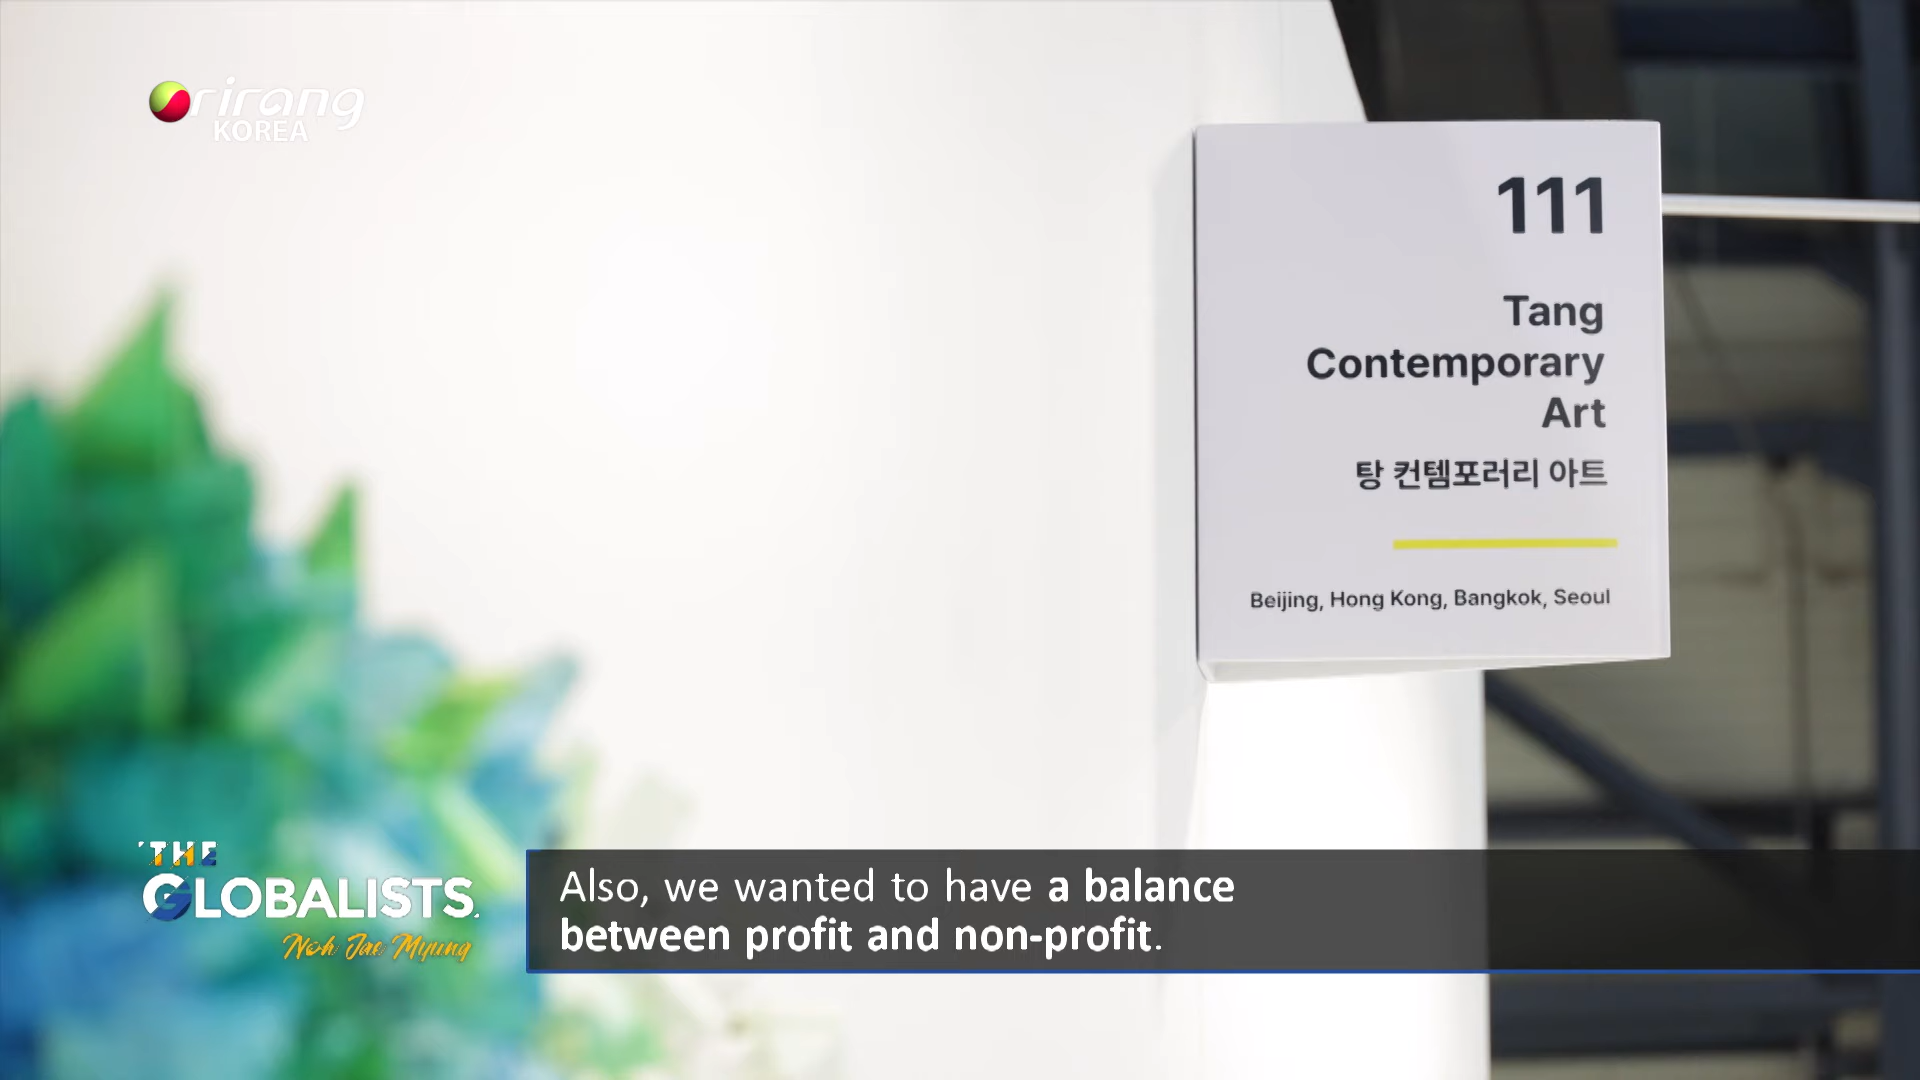 arirang
KOREA
111
Tang
Contemporary
Art
탕 컨템포러리 아트
Beijing, Hong Kong, Bangkok, Seoul
THE
GLOBALISTS.
Noh Jae Myung
Also, we wanted to have a balance
between profit and non-profit.